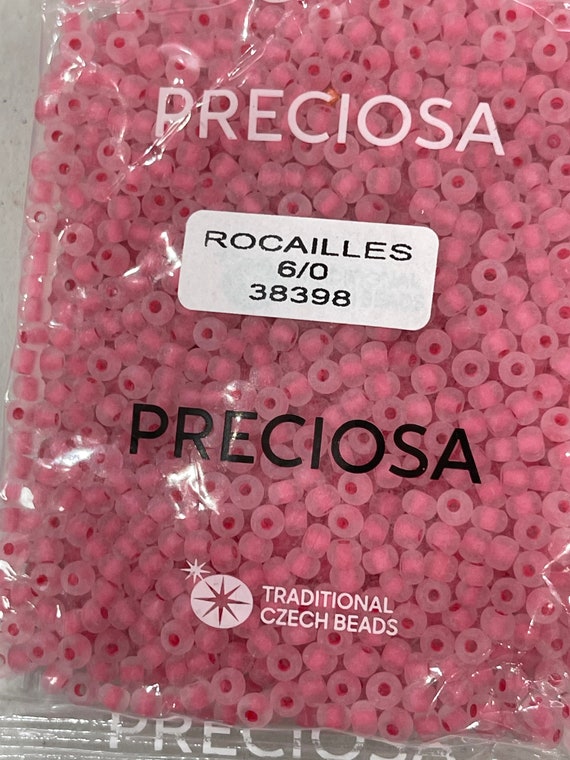 PRECIOSA
ROCAILLES
6/0
38398
PRECIOSA
TRADITIONAL
CZECH BEADS
PRECIOSA